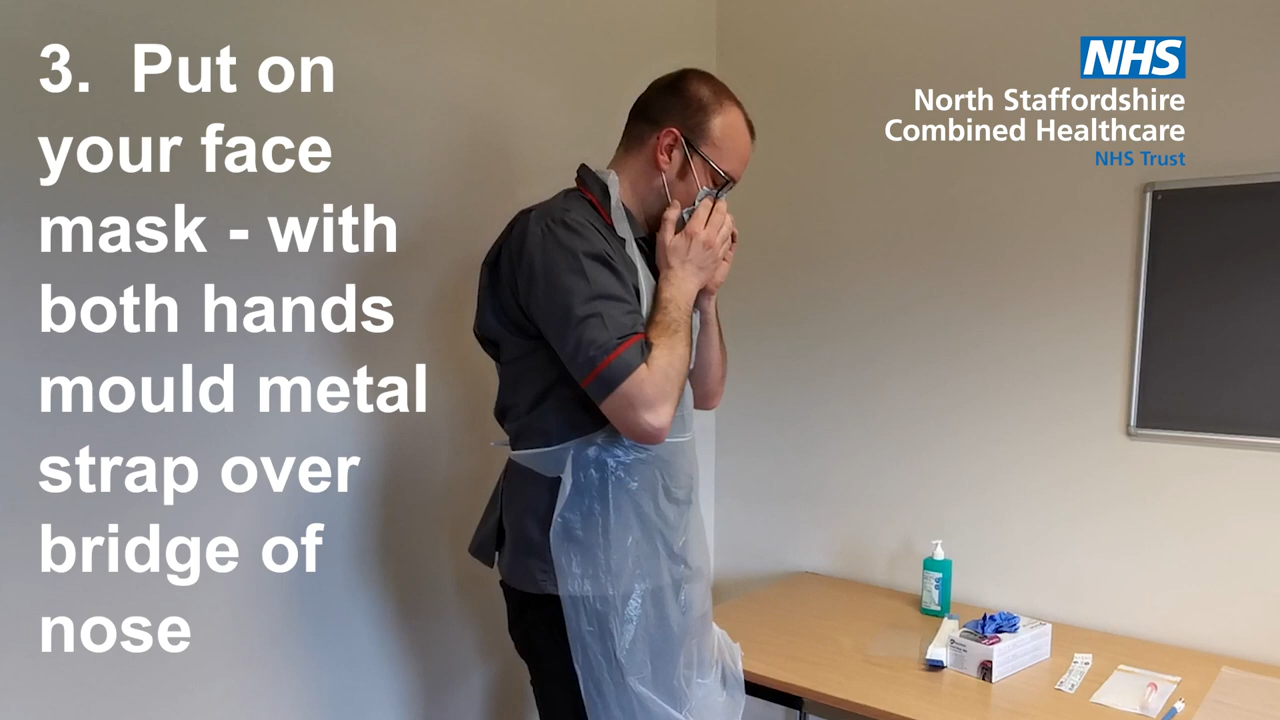 3.  Put on
your face
mask - with
both hands
mould metal
strap over
bridge of
nose
NHS
North Staffordshire
Combined Healthcare
NHS Trust